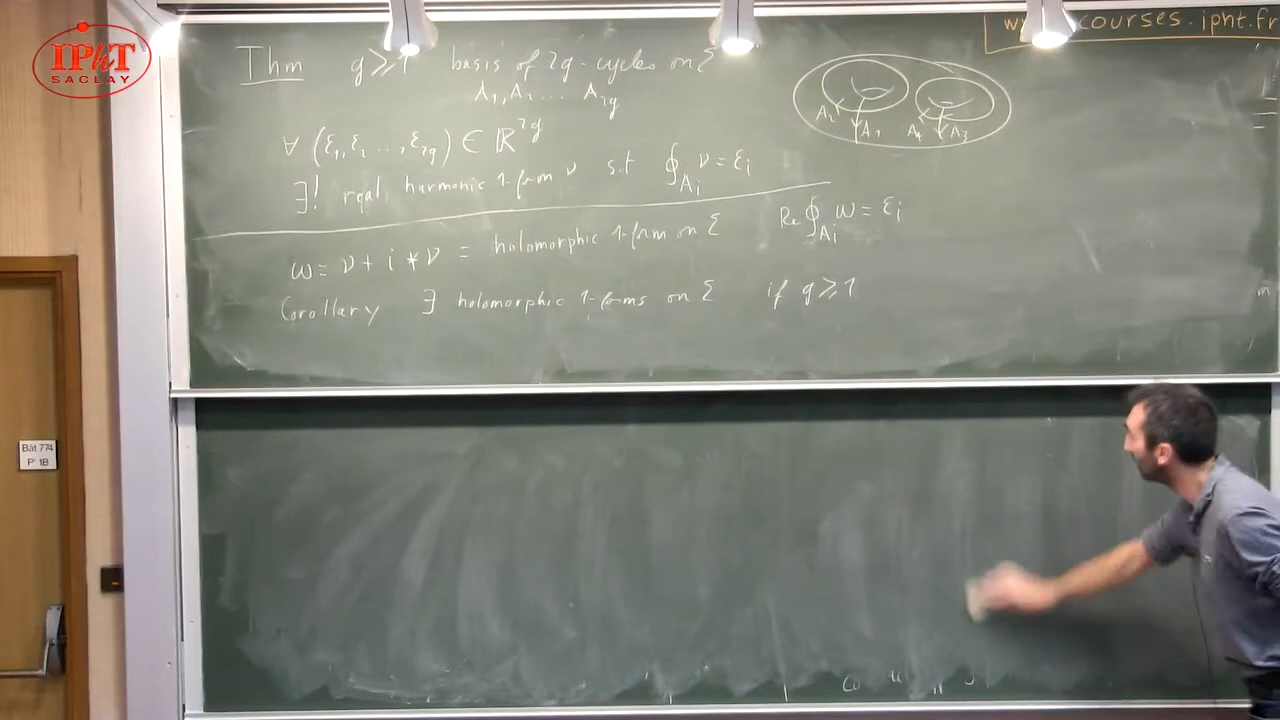 IPhT
SACLAY
courses.ipht.fr
Thm g⩾1 basis of 2g-cycles on Σ
A₁, A₂ ... A₂g
∀ (ε₁, ε₂ ..., ε₂g) ∈ ℝ²ᵍ
∃! real harmonic 1-form ν s.t ∮_Ai ν = εi
A₂ A₁ A₄ A₃
ω = ν + i * ν = holomorphic 1-form on Σ Re ∮_Ai ω = εi
Corollary ∃ holomorphic 1-forms on Σ if g⩾1
Bât 774
P 1B